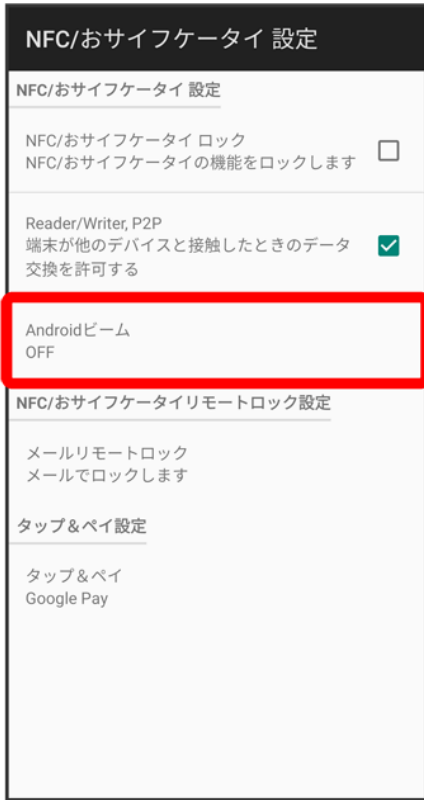 NFC/おサイフケータイ 設定
NFC/おサイフケータイ 設定
NFC/おサイフケータイ ロック
NFC/おサイフケータイの機能をロックします
Reader/Writer, P2P
端末が他のデバイスと接触したときのデータ
交換を許可する
Androidビーム
OFF
NFC/おサイフケータイリモートロック設定
メールリモートロック
メールでロックします
タップ＆ペイ設定
タップ＆ペイ
Google Pay